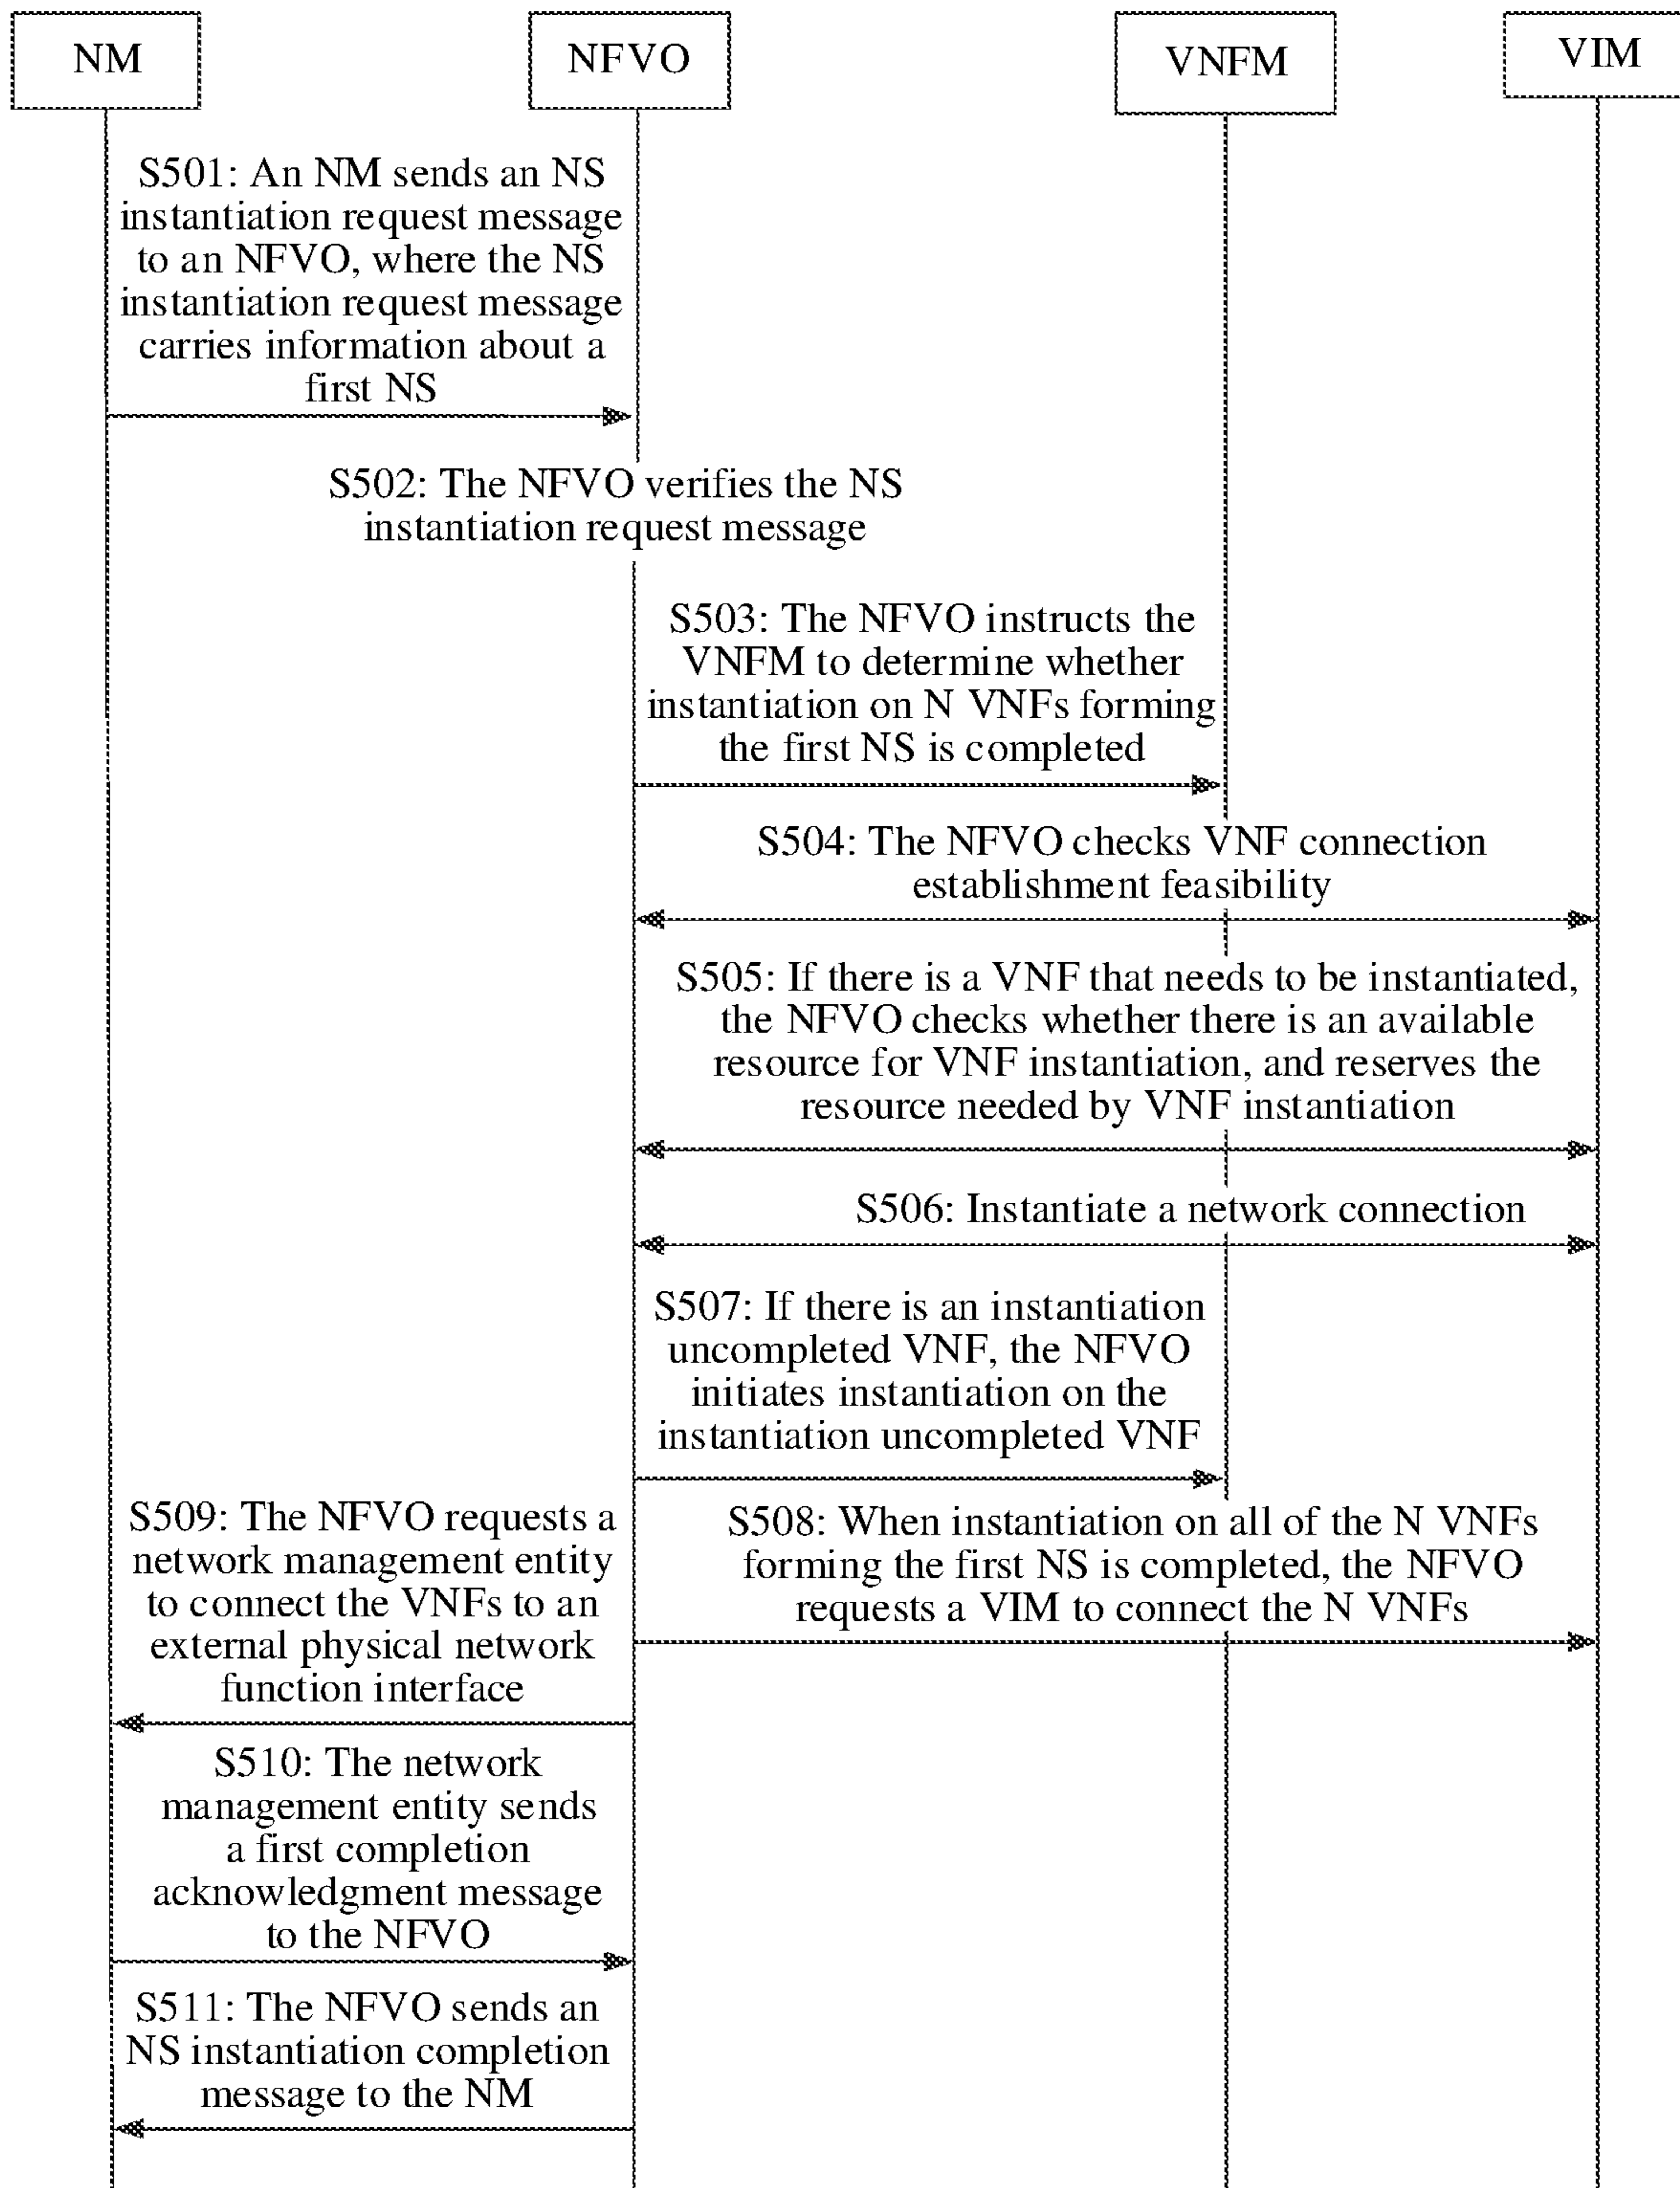 NM
NFVO
VNFM
VIM
S501: An NM sends an NS
instantiation request message
to an NFVO, where the NS
instantiation request message
carries information about a
first NS
S502: The NFVO verifies the NS
instantiation request message
S503: The NFVO instructs the
VNFM to determine whether
instantiation on N VNFs forming
the first NS is completed
S504: The NFVO checks VNF connection
establishment feasibility
S505: If there is a VNF that needs to be instantiated,
the NFVO checks whether there is an available
resource for VNF instantiation, and reserves the
resource needed by VNF instantiation
S506: Instantiate a network connection
S507: If there is an instantiation
uncompleted VNF, the NFVO
initiates instantiation on the
instantiation uncompleted VNF
S508: When instantiation on all of the N VNFs
forming the first NS is completed, the NFVO
requests a VIM to connect the N VNFs
S509: The NFVO requests a
network management entity
to connect the VNFs to an
external physical network
function interface
S510: The network
management entity sends
a first completion
acknowledgment message
to the NFVO
S511: The NFVO sends an
NS instantiation completion
message to the NM